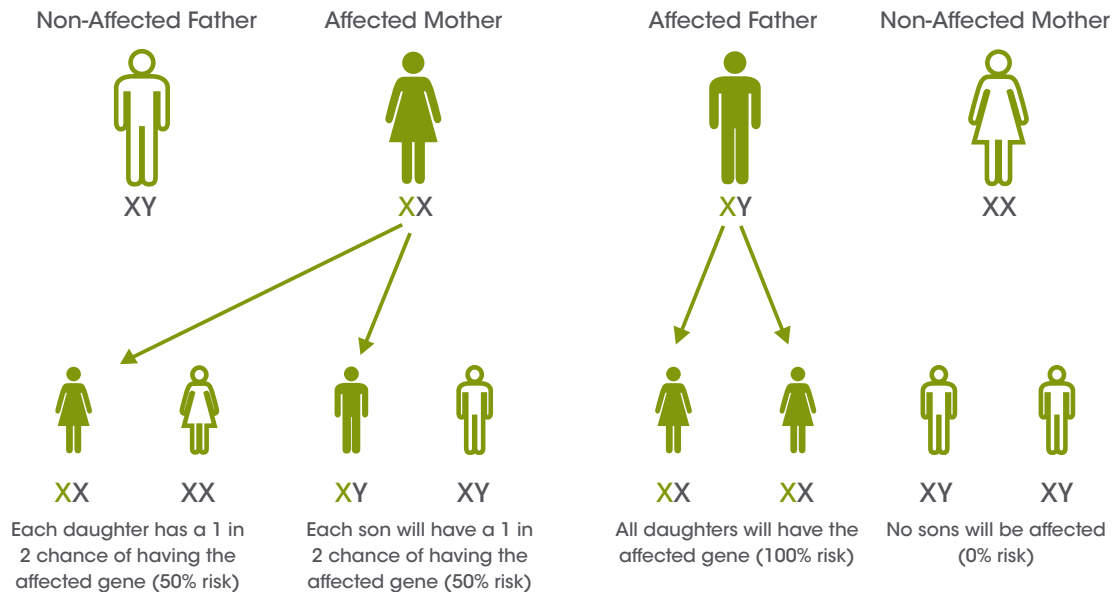 Non-Affected Father
Affected Mother
Affected Father
Non-Affected Mother
XY
XX
XY
XX
XX
XX
XY
XY
XX
XX
XY
XY
Each daughter has a 1 in
2 chance of having the
affected gene (50% risk)
Each son will have a 1 in
2 chance of having the
affected gene (50% risk)
All daughters will have the
affected gene (100% risk)
No sons will be affected
(0% risk)